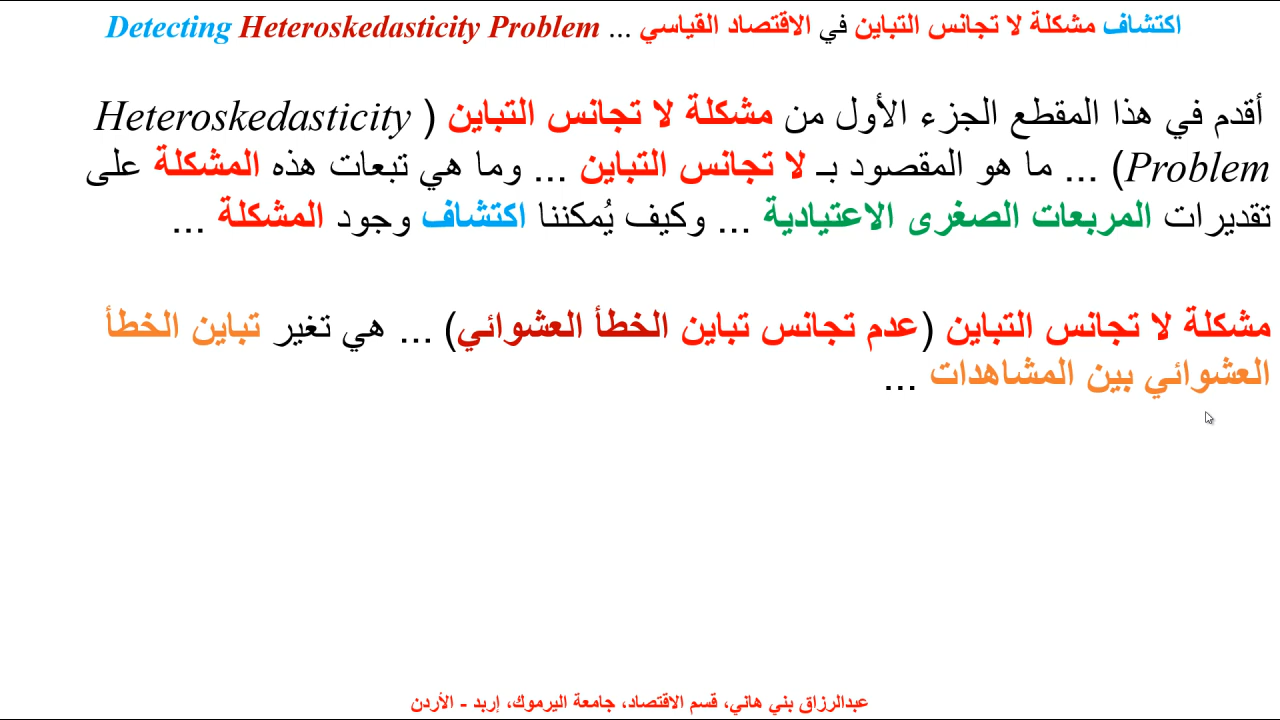 اكتشاف مشكلة لا تجانس التباين في الاقتصاد القياسي ... Detecting Heteroskedasticity Problem
أقدم في هذا المقطع الجزء الأول من مشكلة لا تجانس التباين (Heteroskedasticity
Problem) ... ما هو المقصود بـ لا تجانس التباين ... وما هي تبعات هذه المشكلة على
تقديرات المربعات الصغرى الاعتيادية ... وكيف يُمكننا اكتشاف وجود المشكلة ...
مشكلة لا تجانس التباين (عدم تجانس تباين الخطأ العشوائي) ... هي تغير تباين الخطأ
العشوائي بين المشاهدات ...
عبدالرزاق بني هاني، قسم الاقتصاد، جامعة اليرموك، إربد - الأردن